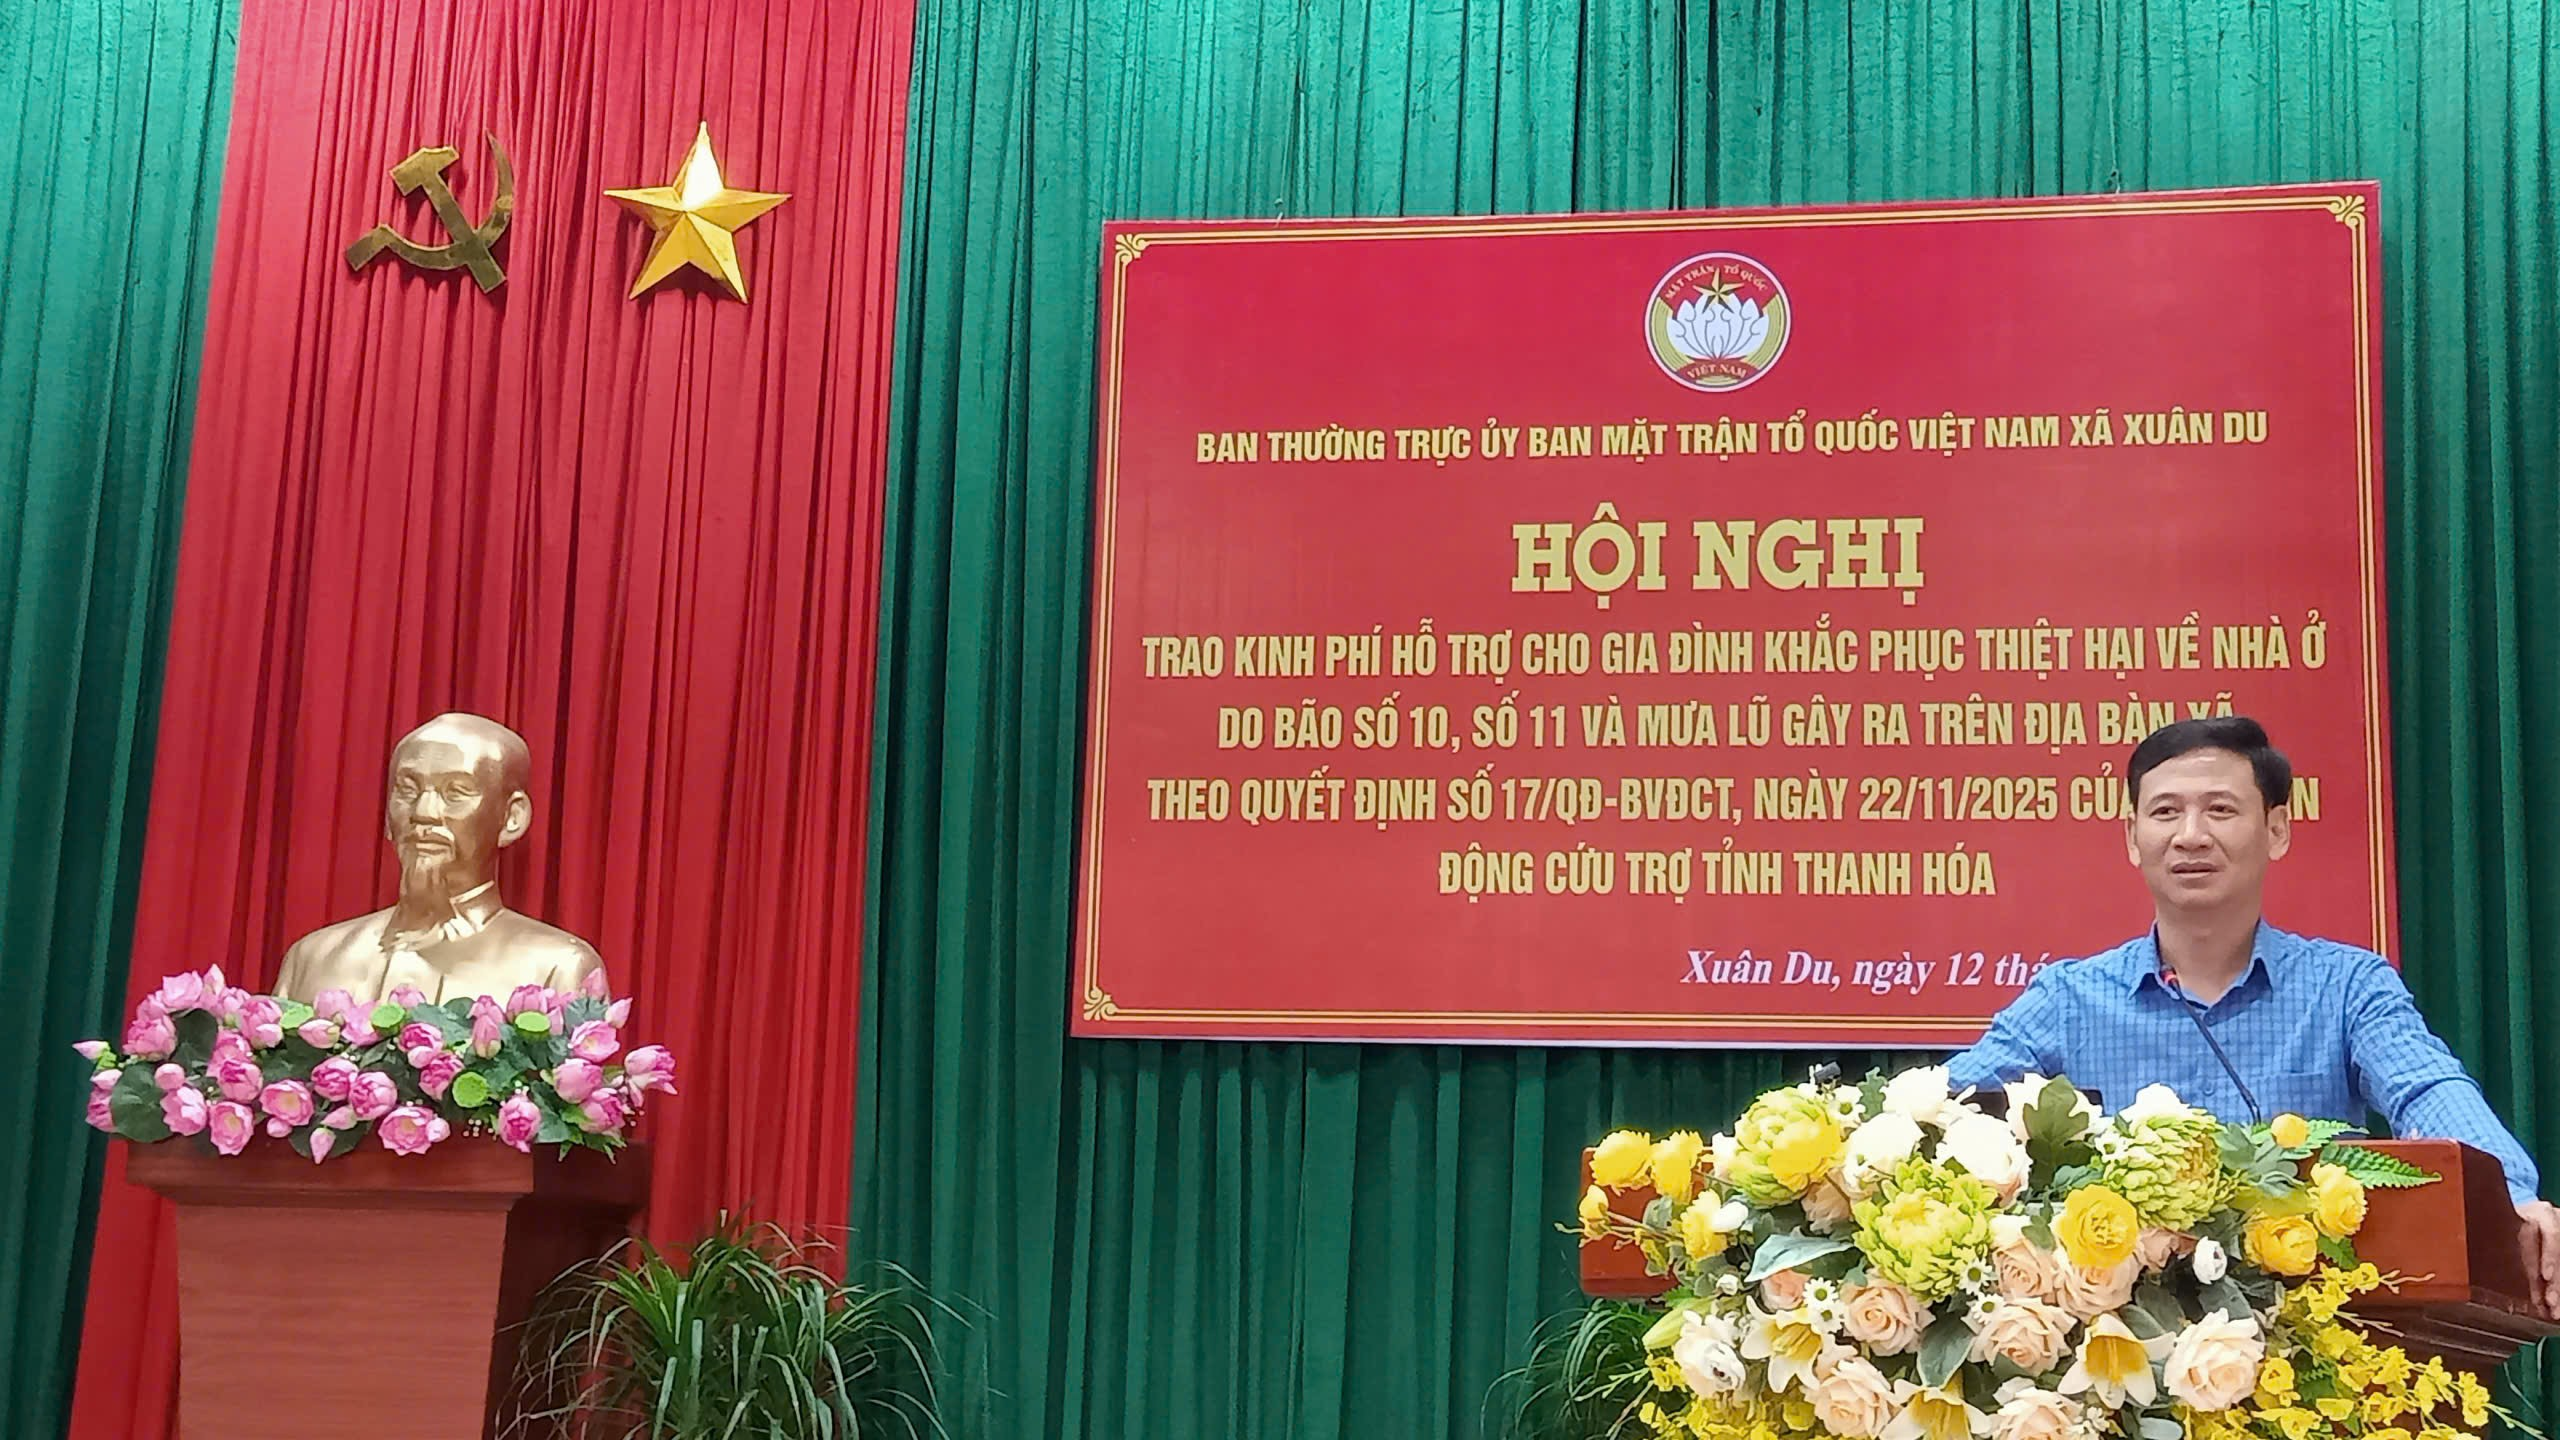 MẶT TRẬN TỔ QUỐC
VIỆT NAM
BAN THƯỜNG TRỰC ỦY BAN MẶT TRẬN TỔ QUỐC VIỆT NAM XÃ XUÂN DU
HỘI NGHỊ
TRAO KINH PHÍ HỖ TRỢ CHO GIA ĐÌNH KHẮC PHỤC THIỆT HẠI VỀ NHÀ Ở
DO BÃO SỐ 10, SỐ 11 VÀ MƯA LŨ GÂY RA TRÊN ĐỊA BÀN XÃ
THEO QUYẾT ĐỊNH SỐ 17/QĐ-BVĐCT, NGÀY 22/11/2025 CỦA
ĐỘNG CỨU TRỢ TỈNH THANH HÓA
Xuân Du, ngày 12